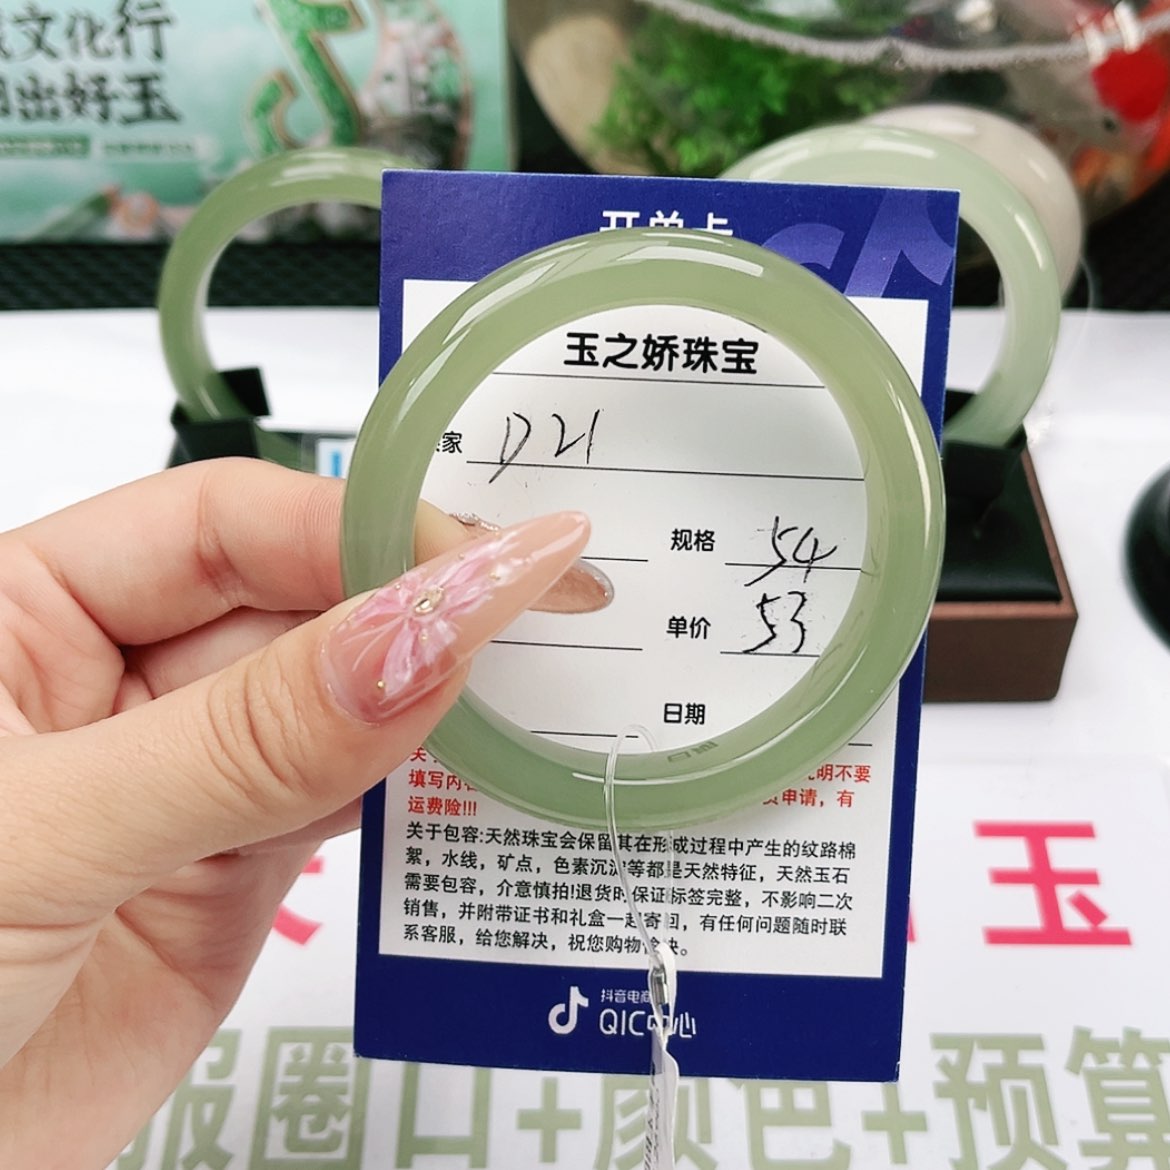 文化行
出好玉
开单卡
玉之娇珠宝
家 D21
规格 54
单价 53
日期
填写内 明不要
申请，有
运费险!!!
关于包容:天然珠宝会保留其在形成过程中产生的纹路棉
絮，水线，矿点，色素沉淀等都是天然特征，天然玉石
需要包容，介意慎拍!退货时保证标签完整，不影响二次
销售，并附带证书和礼盒一起寄回，有任何问题随时联
系客服，给您解决，祝您购物愉快。
抖音电商
QIC中心
玉
服圈口+颜色+预算